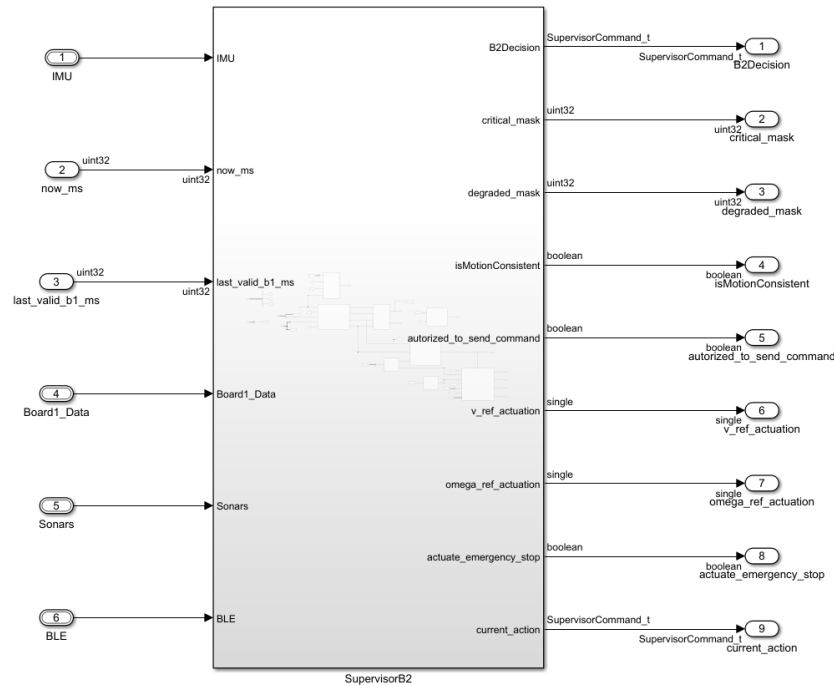 1
IMU
IMU
2
now_ms
uint32
uint32
now_ms
3
last_valid_b1_ms
uint32
uint32
last_valid_b1_ms
4
Board1_Data
Board1_Data
5
Sonars
Sonars
6
BLE
BLE
B2Decision
SupervisorCommand_t
SupervisorCommand_t
1
B2Decision
critical_mask
uint32
uint32
2
critical_mask
degraded_mask
uint32
uint32
3
degraded_mask
isMotionConsistent
boolean
boolean
4
isMotionConsistent
autorized_to_send_command
boolean
boolean
5
autorized_to_send_command
v_ref_actuation
single
single
6
v_ref_actuation
omega_ref_actuation
single
single
7
omega_ref_actuation
actuate_emergency_stop
boolean
boolean
8
actuate_emergency_stop
current_action
SupervisorCommand_t
SupervisorCommand_t
9
current_action
SupervisorB2